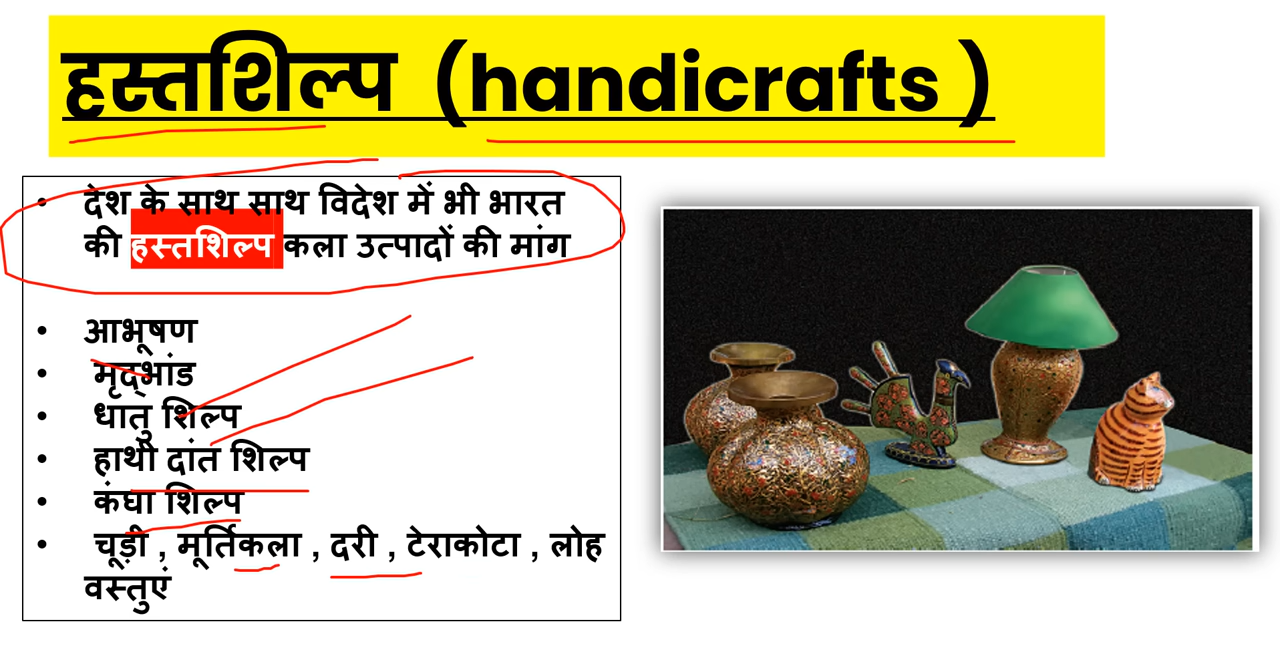 हस्तशिल्प (handicrafts )
• देश के साथ साथ विदेश में भी भारत
की हस्तशिल्प कला उत्पादों की मांग
• आभूषण
• मृद्भांड
• धातु शिल्प
• हाथी दांत शिल्प
• कंघा शिल्प
• चूड़ी , मूर्तिकला , दरी , टेराकोटा , लोह
वस्तुएं